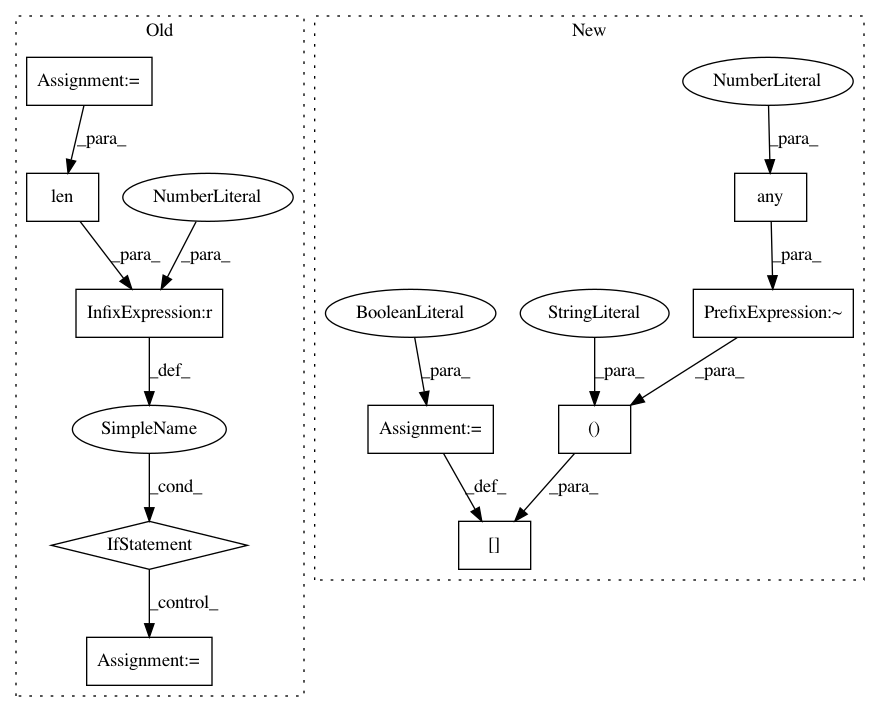 Old
New
Assignment:=
NumberLiteral
_para_
_para_
len
NumberLiteral
any
_para_
_para_
_para_
InfixExpression:r
BooleanLiteral
StringLiteral
PrefixExpression:~
_def_
_para_
_para_
_para_
SimpleName
Assignment:=
()
_cond_
_def_
_para_
IfStatement
[]
_control_
Assignment:=